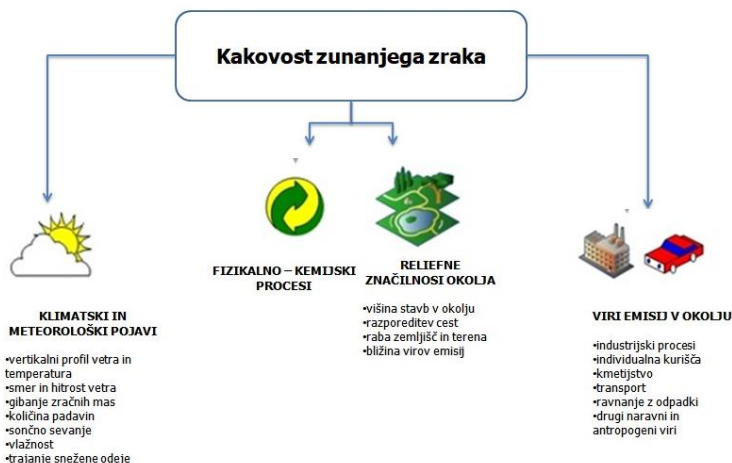 Kakovost zunanjega zraka
KLIMATSKI IN
METEOROLOŠKI POJAVI
•vertikalni profil vetra in
temperatura
•smer in hitrost vetra
•gibanje zračnih mas
•količina padavin
•sončno sevanje
•vlažnost
•trajanje snežene odeje
FIZIKALNO – KEMIJSKI
PROCESI
RELIEFNE
ZNAČILNOSTI OKOLJA
•višina stavb v okolju
•razporeditev cest
•raba zemljišč in terena
•bližina virov emisij
VIRI EMISIJ V OKOLJU
•industrijski procesi
•individualna kurišča
•kmetijstvo
•transport
•ravnanje z odpadki
•drugi naravni in
antropogeni viri